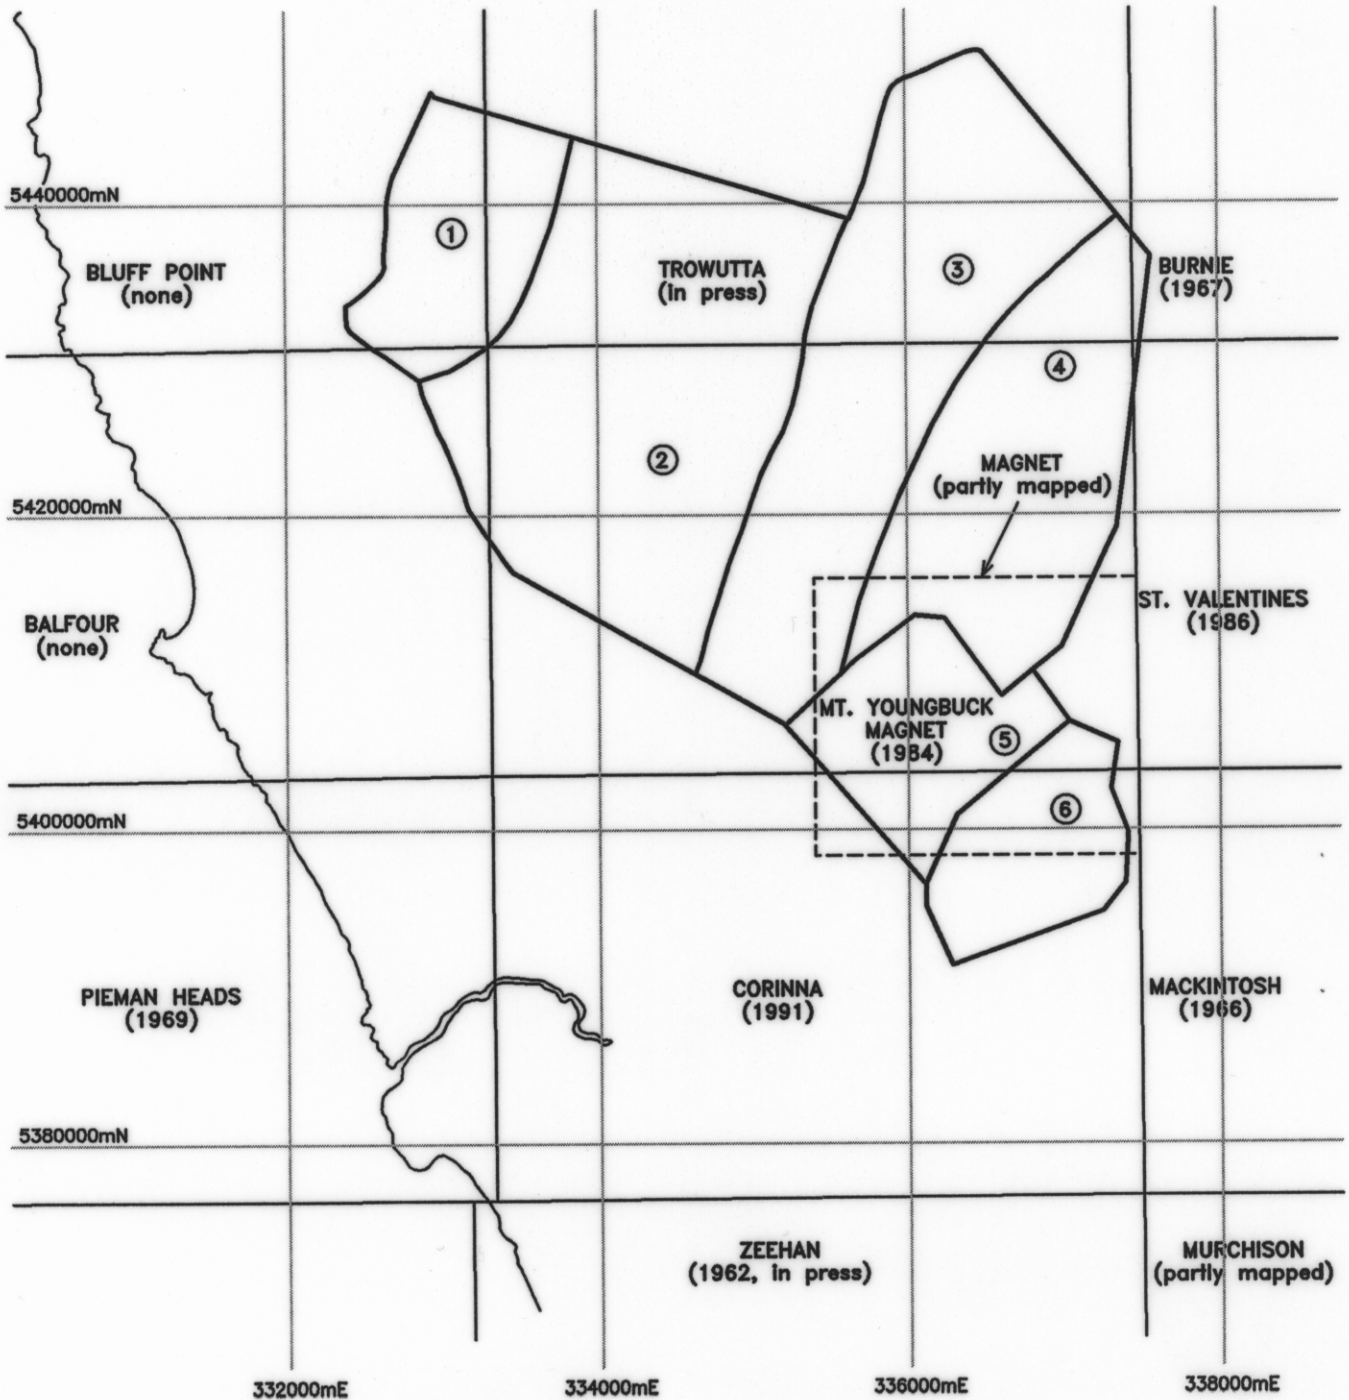 5440000mN
①
BLUFF POINT
(none)
TROWUTTA
(in press)
③
BURNIE
(1967)
④
②
MAGNET
(partly mapped)
5420000mN
BALFOUR
(none)
ST. VALENTINES
(1986)
MT. YOUNGBUCK
MAGNET
(1984)
⑤
⑥
5400000mN
PIEMAN HEADS
(1969)
CORINNA
(1991)
MACKINTOSH
(1966)
5380000mN
ZEEHAN
(1962, in press)
MURCHISON
(partly mapped)
332000mE
334000mE
336000mE
338000mE